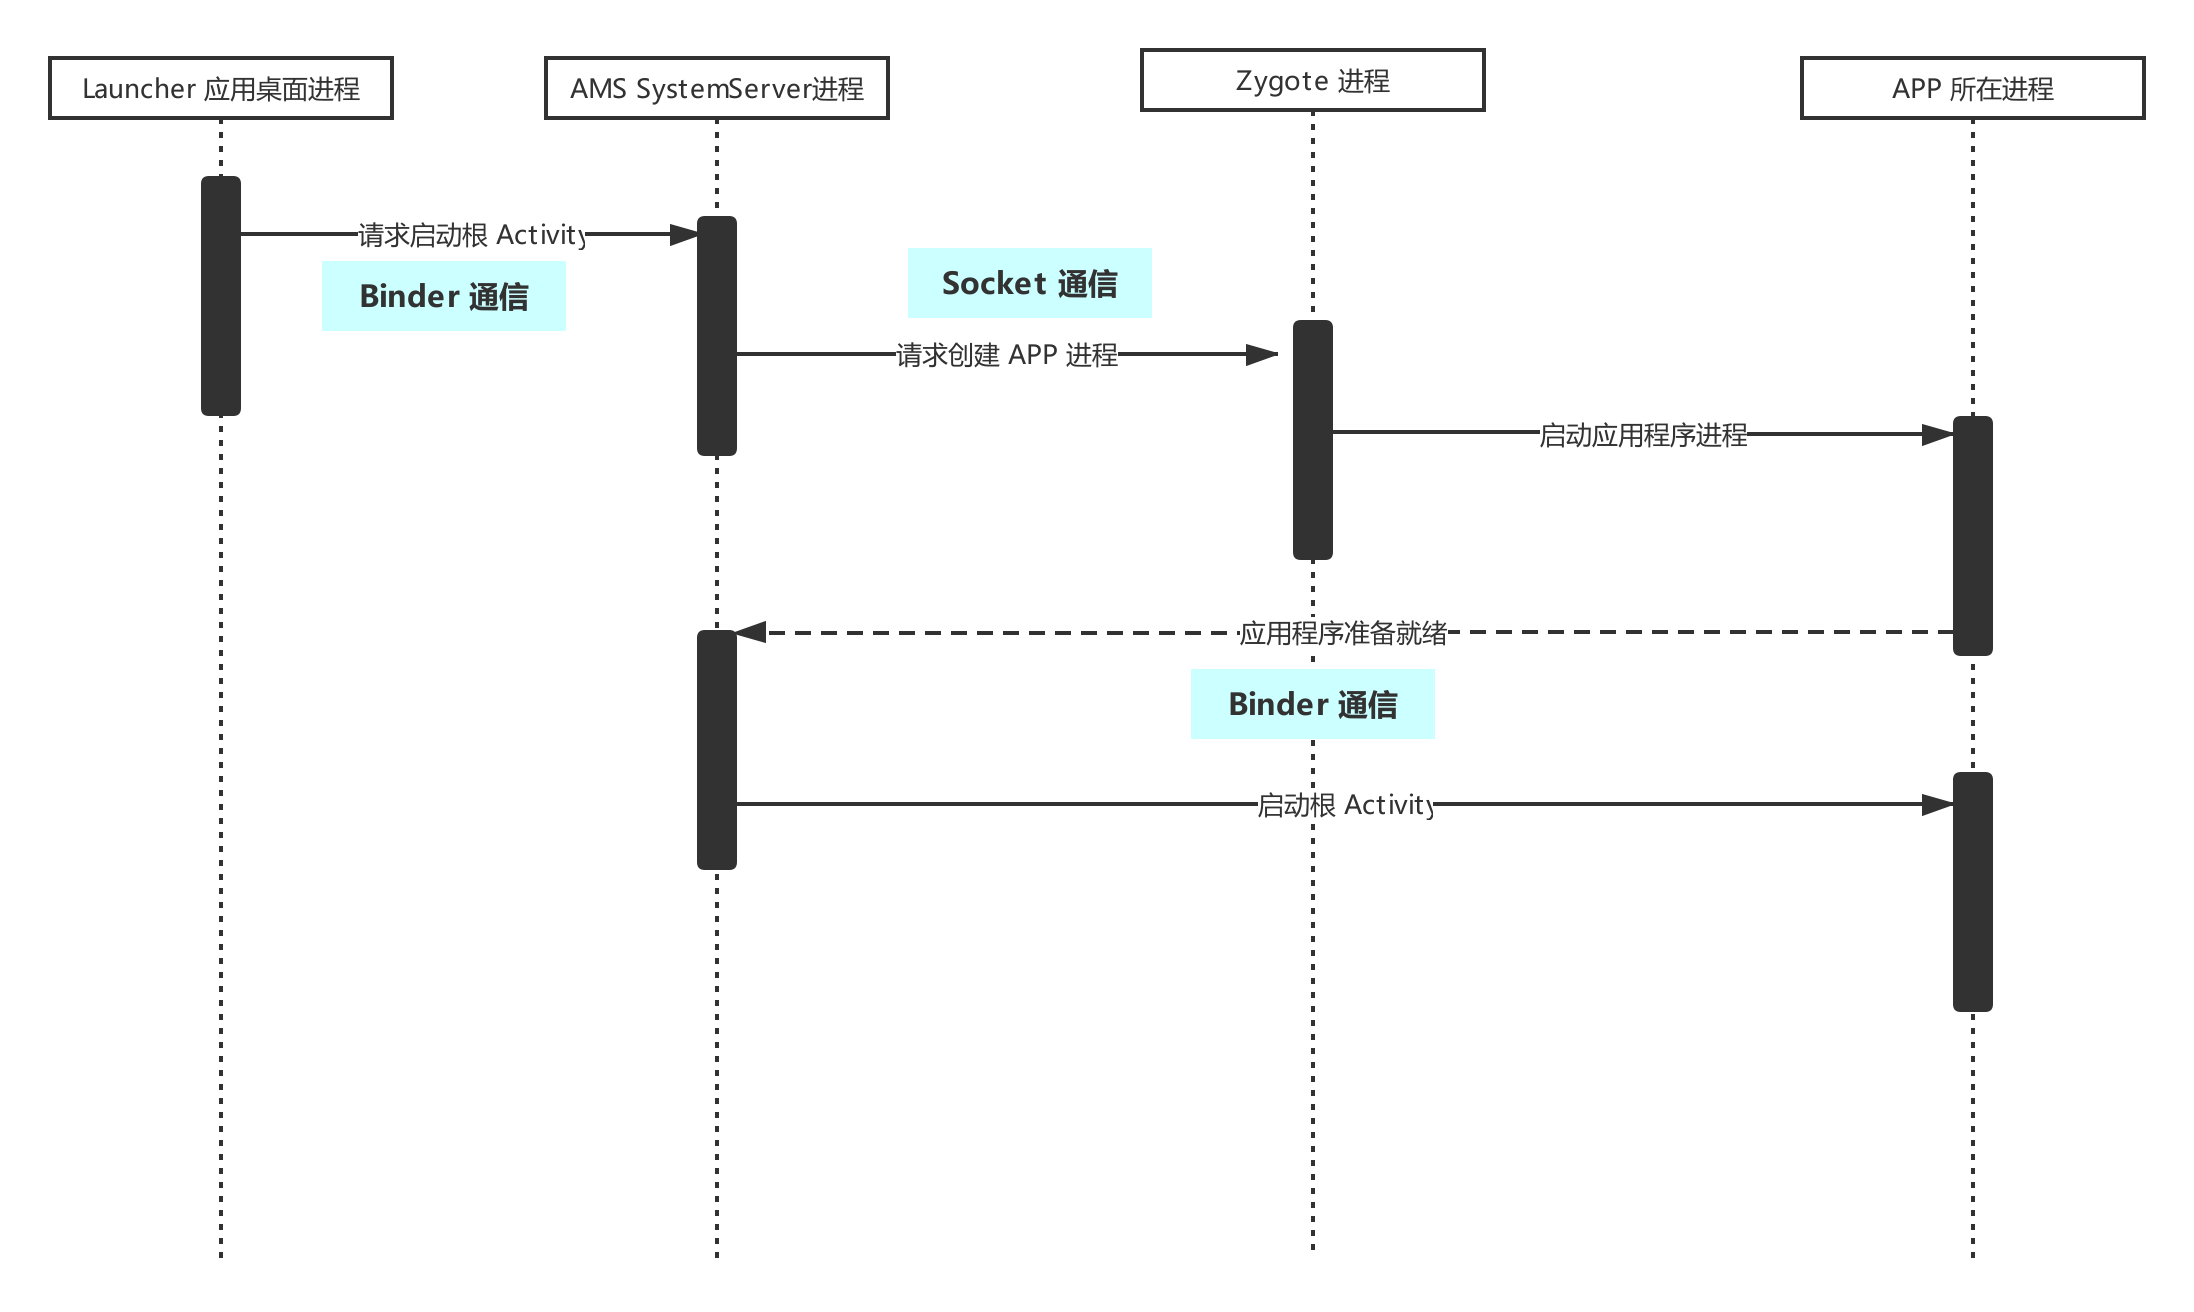 Launcher 应用桌面进程
AMS SystemServer进程
Zygote 进程
APP 所在进程
请求启动根 Activity
Binder 通信
Socket 通信
请求创建 APP 进程
启动应用程序进程
应用程序准备就绪
Binder 通信
启动根 Activity